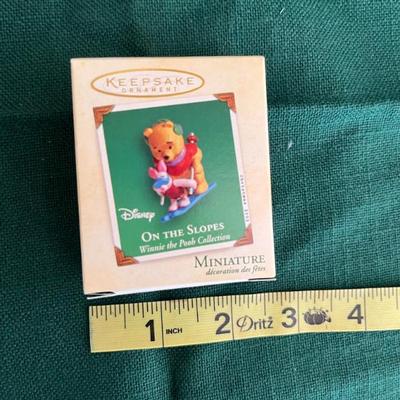 KEEPSAKE
ORNAMENT
Disney
ON THE SLOPES
Winnie the Pooh Collection
MINIATURE
décoration des fêtes
1 INCH 2 Dritz 3 4